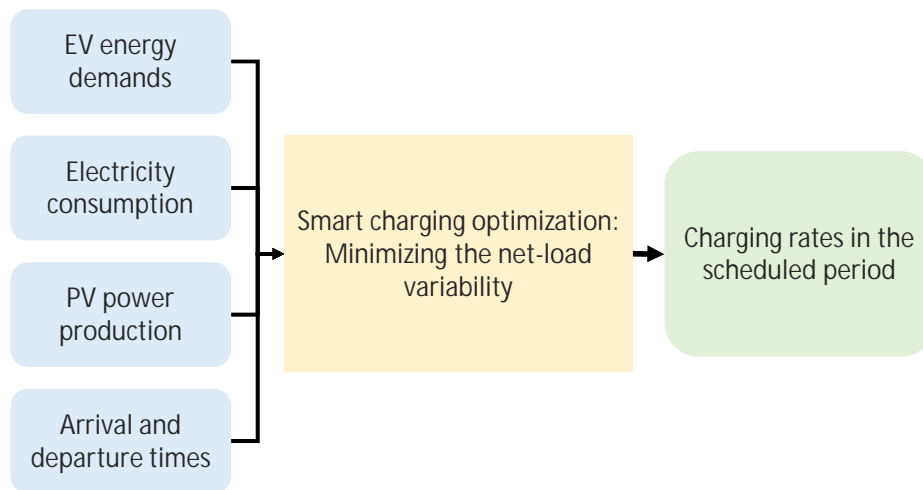 EV energy
demands
Electricity
consumption
PV power
production
Arrival and
departure times
Smart charging optimization:
Minimizing the net-load
variability
Charging rates in the
scheduled period